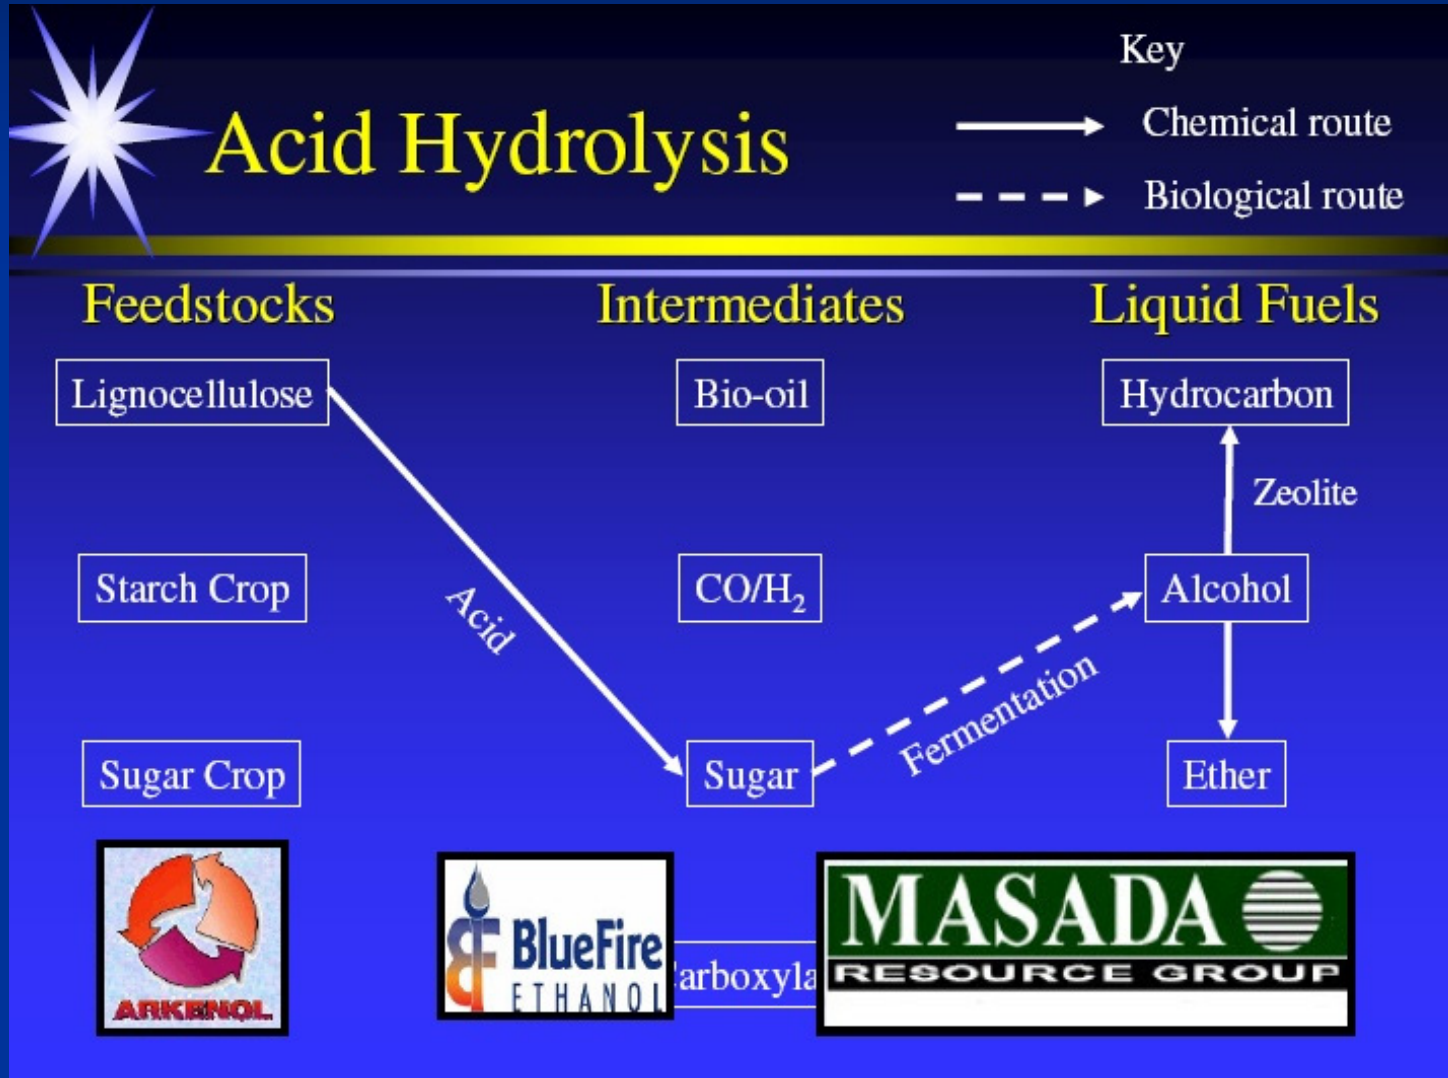 Key
Acid Hydrolysis
Chemical route
Biological route
Feedstocks
Intermediates
Liquid Fuels
Lignocellulose
Bio-oil
Hydrocarbon
Zeolite
Starch Crop
CO/H₂
Alcohol
Acid
Fermentation
Sugar Crop
Sugar
Ether
ARKENOL
BlueFire
ETHANOL
arboxyla
MASADA
RESOURCE GROUP